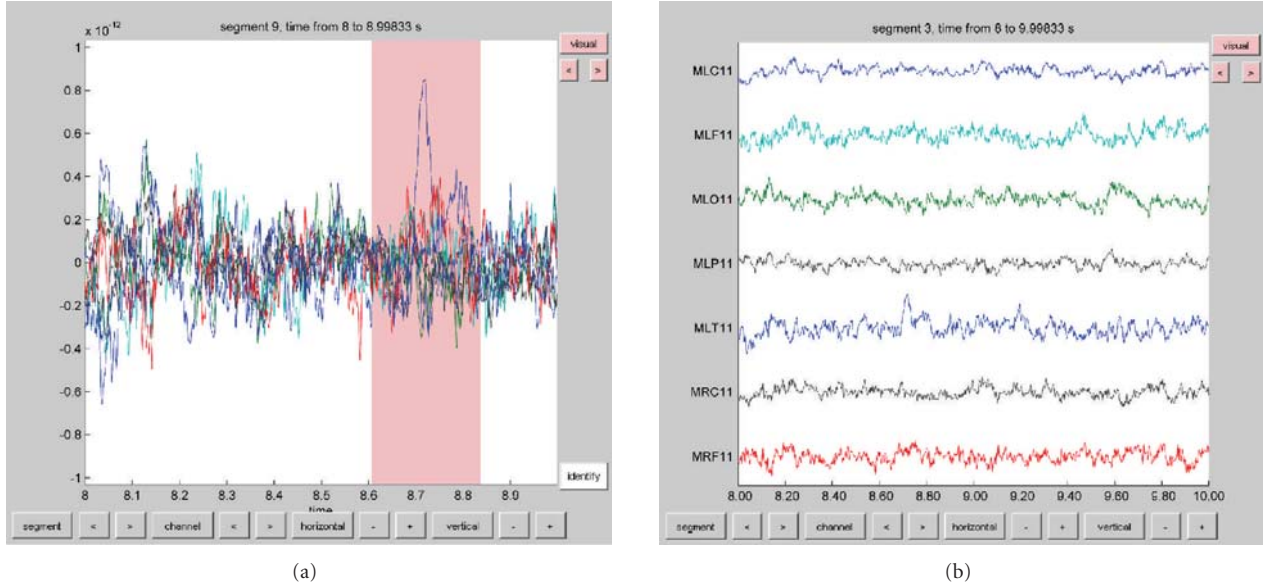 segment 9, time from 8 to 8.99833 s
x 10^-12
visual
< >
1
0.8
0.6
0.4
0.2
0
-0.2
-0.4
-0.6
-0.8
-1
identify
8 8.1 8.2 8.3 8.4 8.5 8.6 8.7 8.8 8.9
time
segment < > channel < > horizontal - + vertical - +
(a)
segment 3, time from 8 to 9.99833 s
visual
< >
MLC11
MLF11
MLO11
MLP11
MLT11
MRC11
MRF11
8.00 8.20 8.40 8.60 8.80 9.00 9.20 9.40 9.60 9.80 10.00
segment < > channel < > horizontal - + vertical - +
(b)